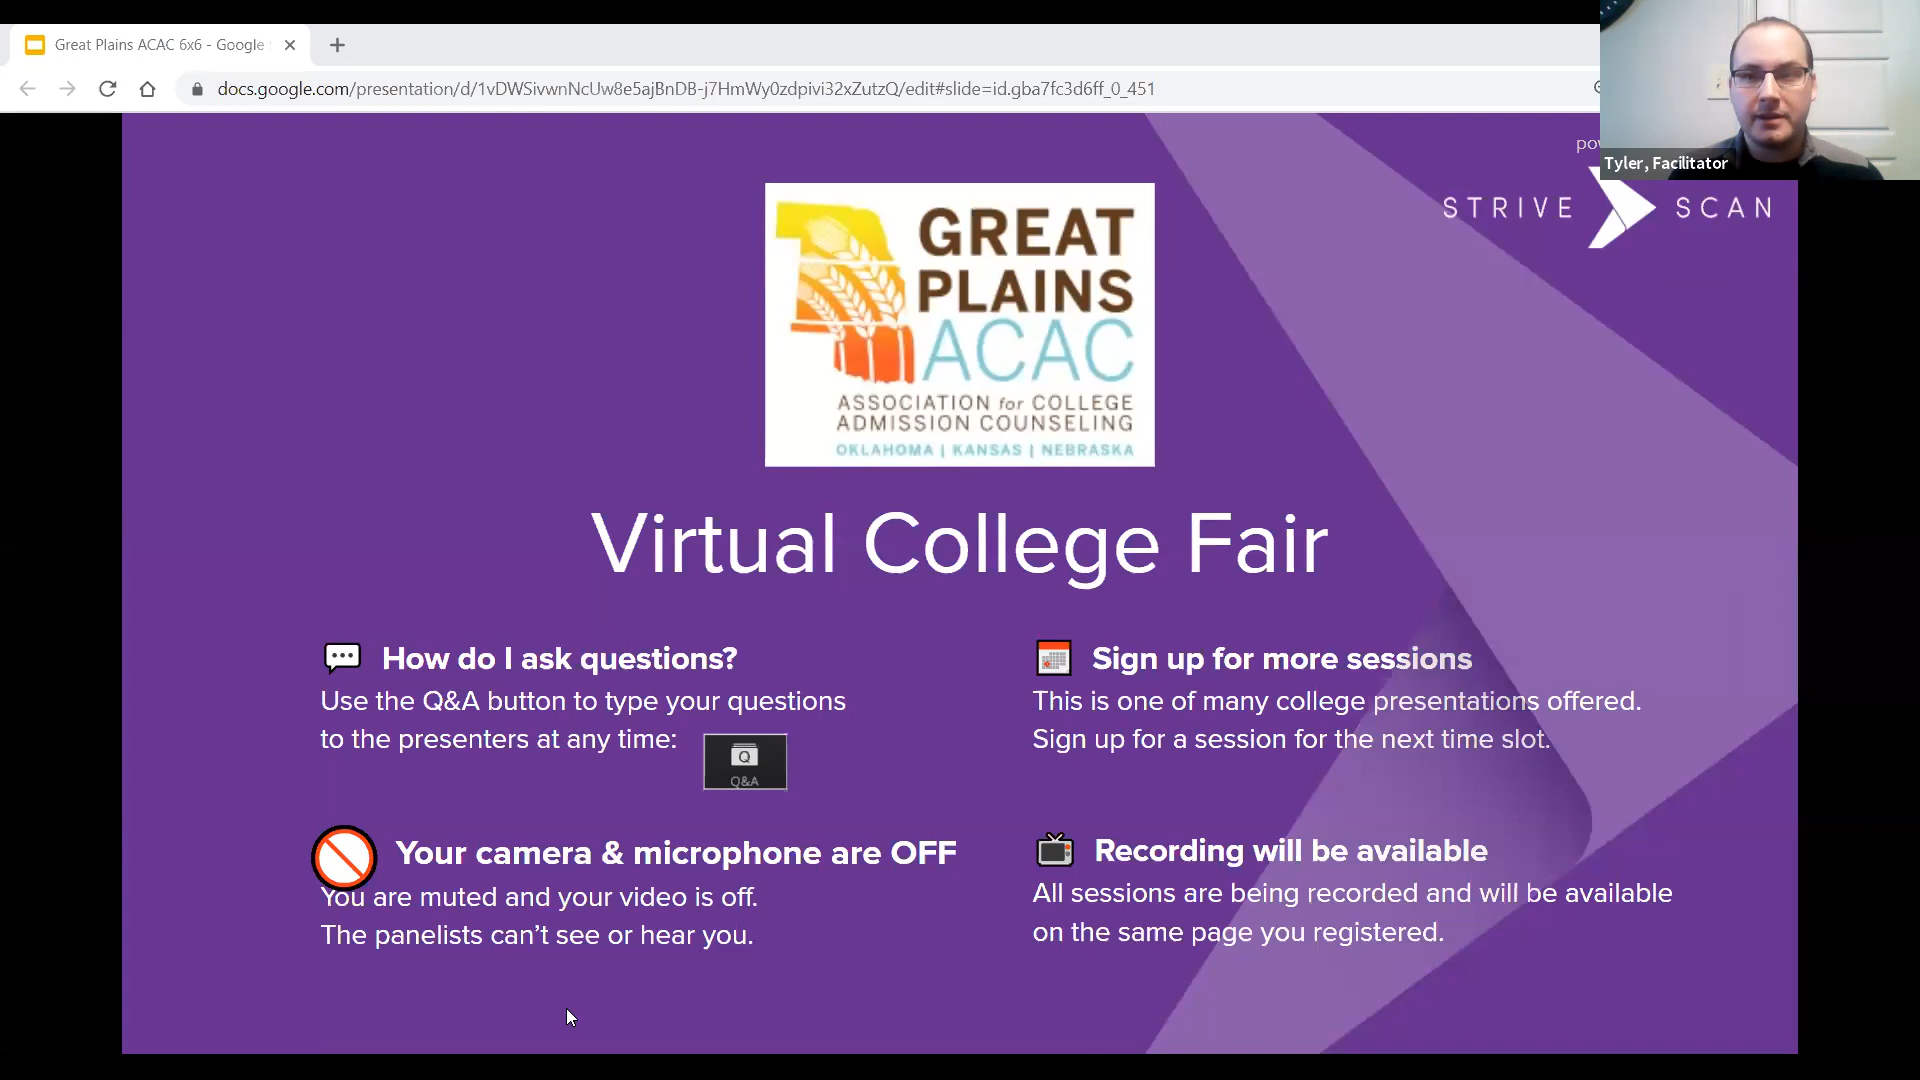 Great Plains ACAC 6x6 - Google
docs.google.com/presentation/d/1vDWSivwnNcUw8e5ajBnDB-j7HmWy0zdpivi32xZutzQ/edit#slide=id.gba7fc3d6ff_0_451
Tyler, Facilitator
STRIVE SCAN
GREAT
PLAINS
ACAC
ASSOCIATION for COLLEGE
ADMISSION COUNSELING
OKLAHOMA | KANSAS | NEBRASKA
Virtual College Fair
How do I ask questions?
Use the Q&A button to type your questions
to the presenters at any time:
Q
Q&A
Sign up for more sessions
This is one of many college presentations offered.
Sign up for a session for the next time slot.
Your camera & microphone are OFF
You are muted and your video is off.
The panelists can't see or hear you.
Recording will be available
All sessions are being recorded and will be available
on the same page you registered.